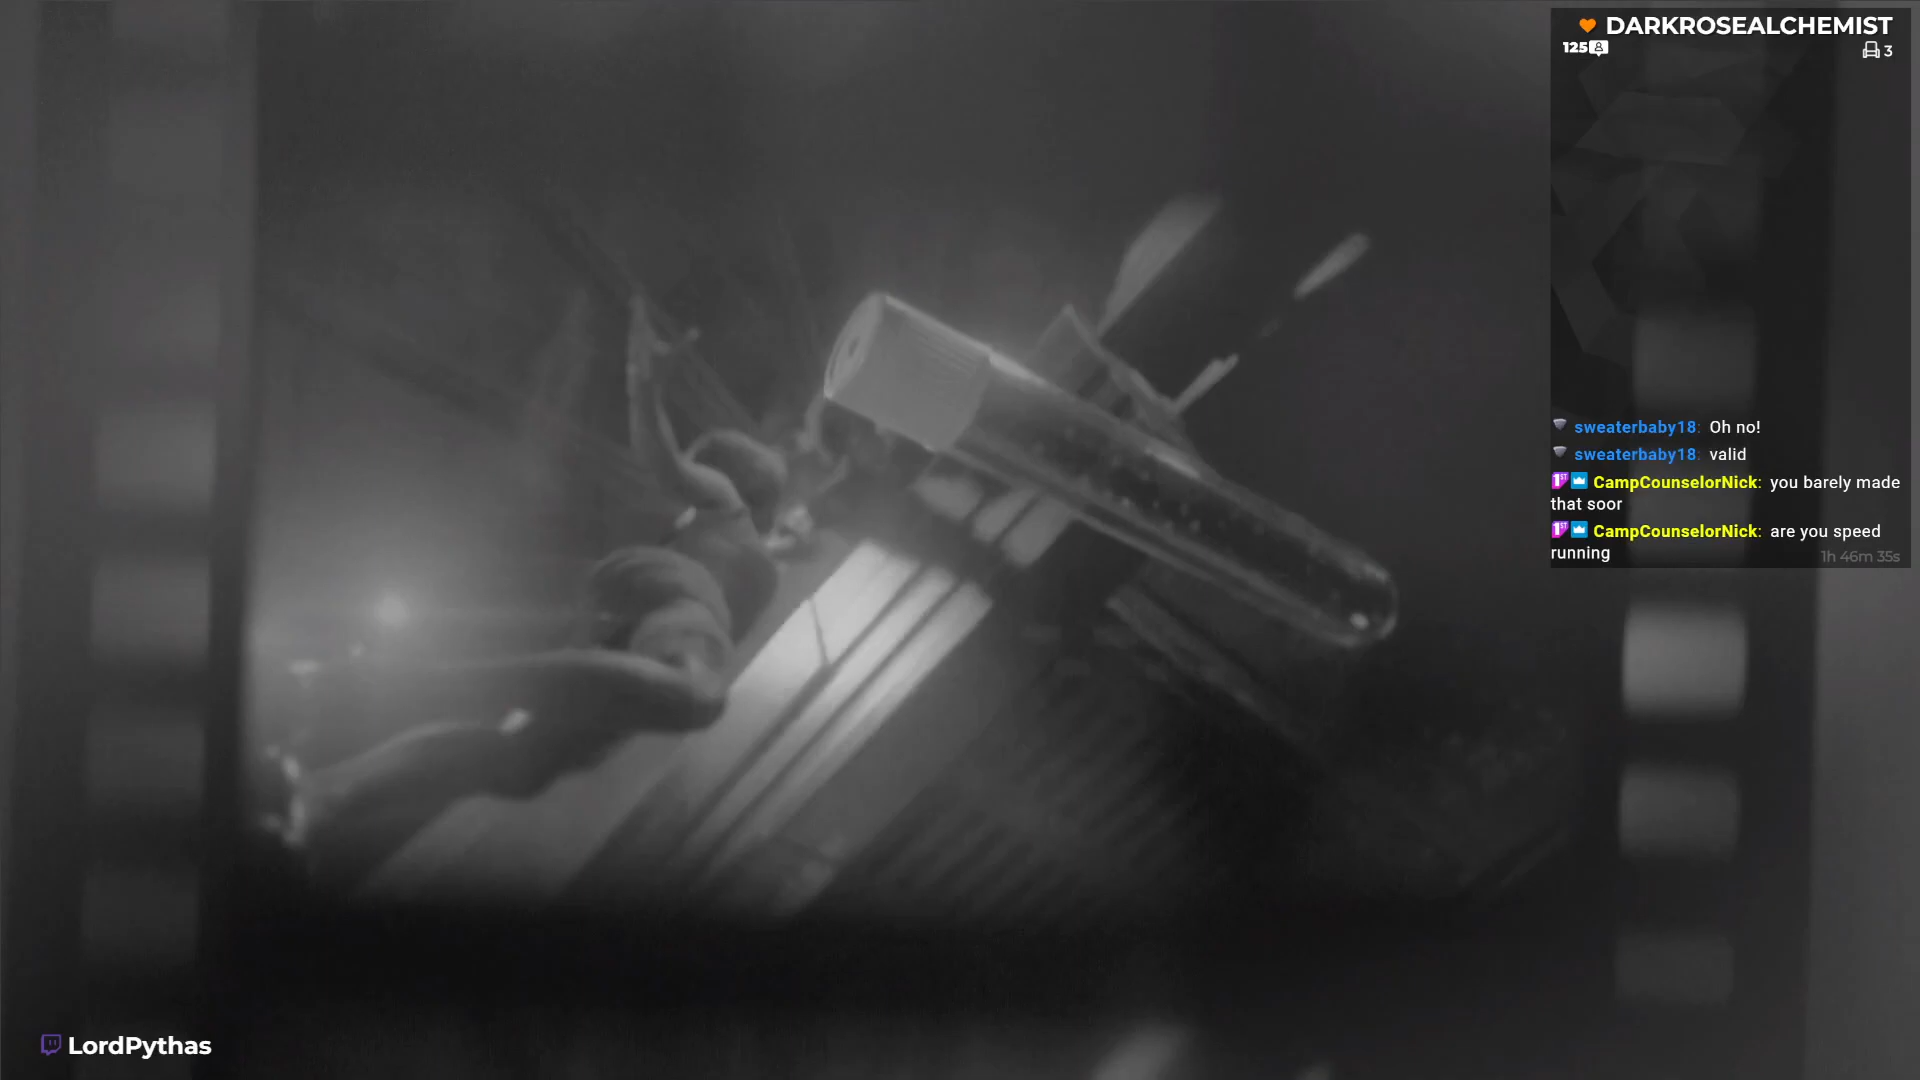 DARKROSEALCHEMIST
125
3
sweaterbaby18: Oh no!
sweaterbaby18: valid
CampCounselorNick: you barely made
that soor
CampCounselorNick: are you speed
running
1h 46m 35s
LordPythas